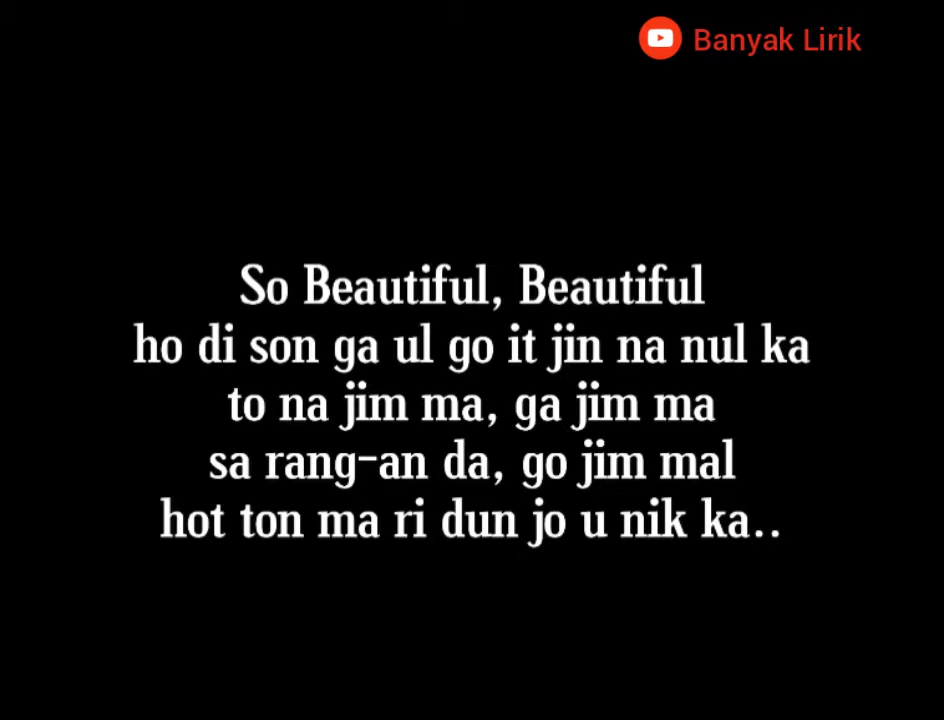 Banyak Lirik
So Beautiful, Beautiful
ho di son ga ul go it jin na nul ka
to na jim ma, ga jim ma
sa rang-an da, go jim mal
hot ton ma ri dun jo u nik ka..